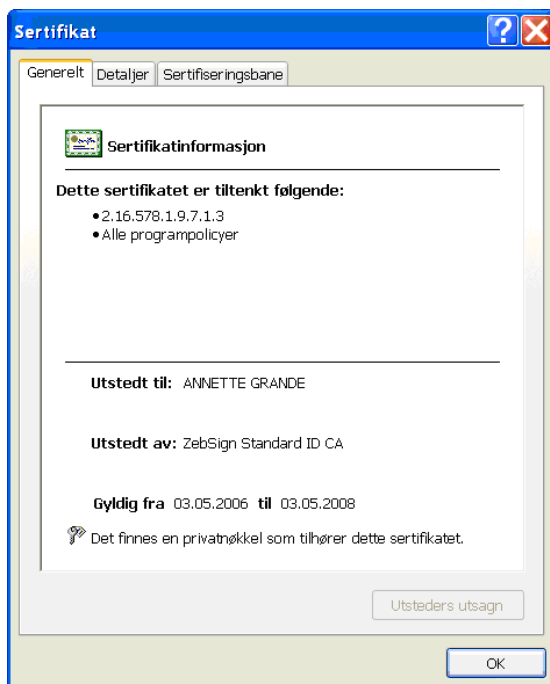 Sertifikat
Generelt Detaljer Sertifiseringsbane
Sertifikatinformasjon
Dette sertifikatet er tiltenkt følgende:
•2.16.578.1.9.7.1.3
•Alle programpolicyer
Utstedt til: ANNETTE GRANDE
Utstedt av: ZebSign Standard ID CA
Gyldig fra 03.05.2006 til 03.05.2008
Det finnes en privatnøkkel som tilhører dette sertifikatet.
Utsteders utsagn
OK